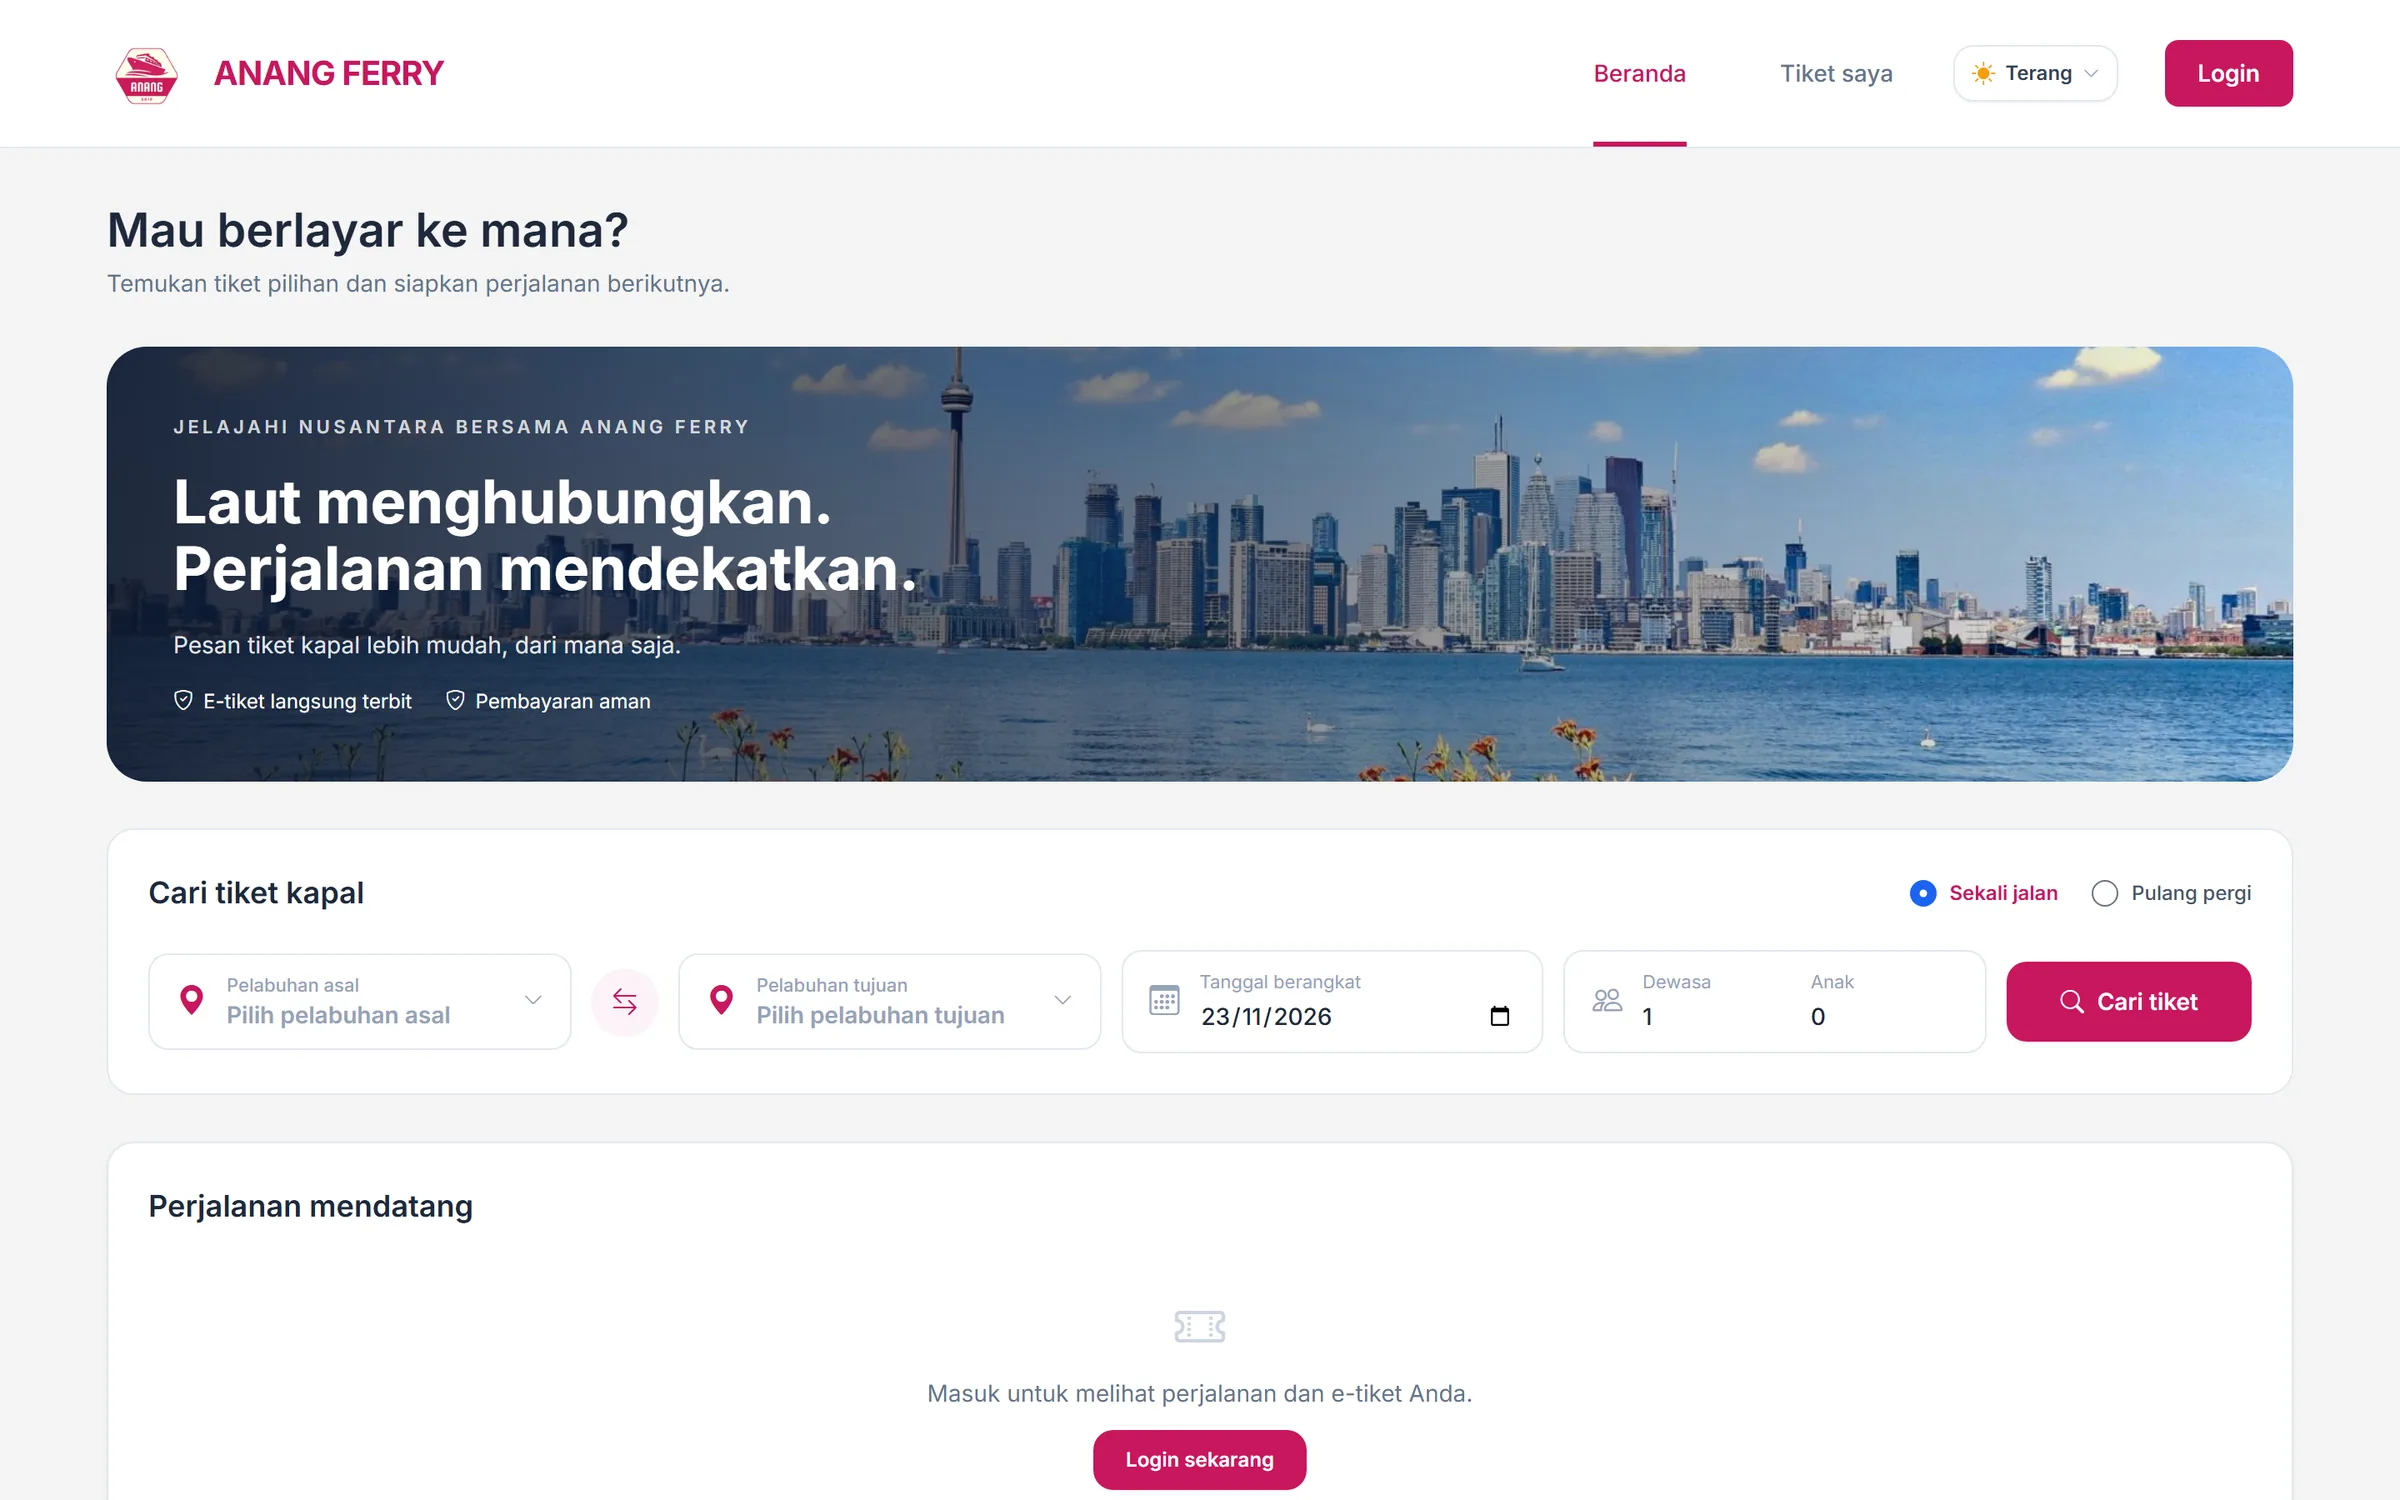 ANANG
SHIP
ANANG FERRY
Beranda
Tiket saya
Terang
Login
Mau berlayar ke mana?
Temukan tiket pilihan dan siapkan perjalanan berikutnya.
JELAJAHI NUSANTARA BERSAMA ANANG FERRY
Laut menghubungkan.
Perjalanan mendekatkan.
Pesan tiket kapal lebih mudah, dari mana saja.
E-tiket langsung terbit
Pembayaran aman
Cari tiket kapal
Sekali jalan
Pulang pergi
Pelabuhan asal
Pilih pelabuhan asal
Pelabuhan tujuan
Pilih pelabuhan tujuan
Tanggal berangkat
23/11/2026
Dewasa
1
Anak
0
Cari tiket
Perjalanan mendatang
Masuk untuk melihat perjalanan dan e-tiket Anda.
Login sekarang